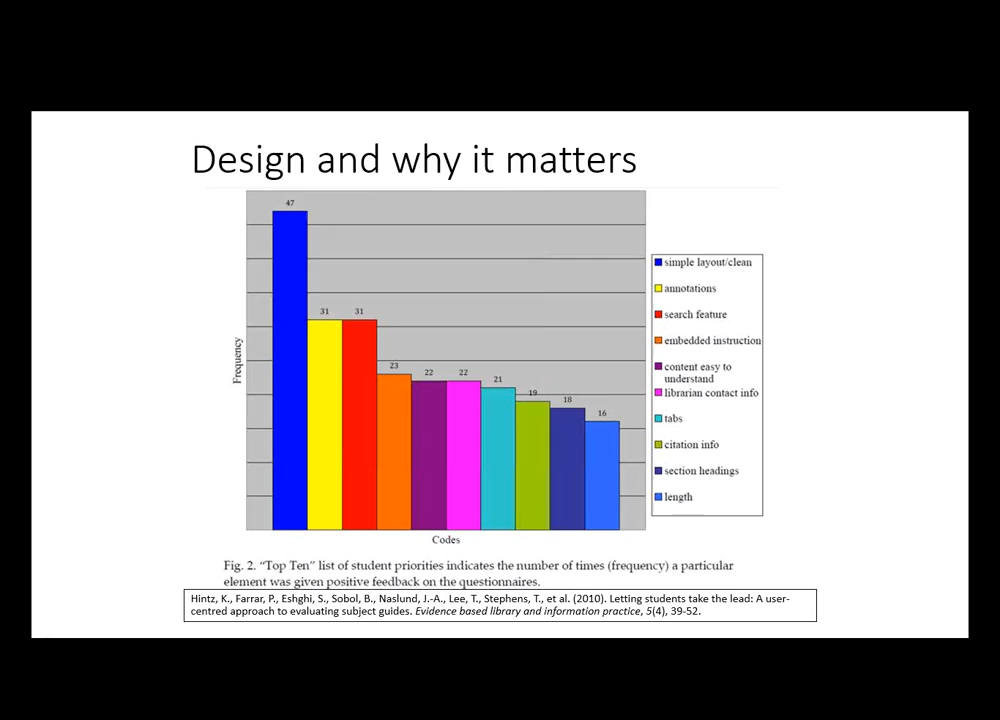 Design and why it matters
47
31
31
23
22
22
21
19
18
16
Frequency
Codes
simple layout/clean
annotations
search feature
embedded instruction
content easy to
understand
librarian contact info
tabs
citation info
section headings
length
Fig. 2. “Top Ten” list of student priorities indicates the number of times (frequency) a particular
element was given positive feedback on the questionnaires.
Hintz, K., Farrar, P., Eshghi, S., Sobol, B., Naslund, J.-A., Lee, T., Stephens, T., et al. (2010). Letting students take the lead: A user-
centred approach to evaluating subject guides. Evidence based library and information practice, 5(4), 39-52.